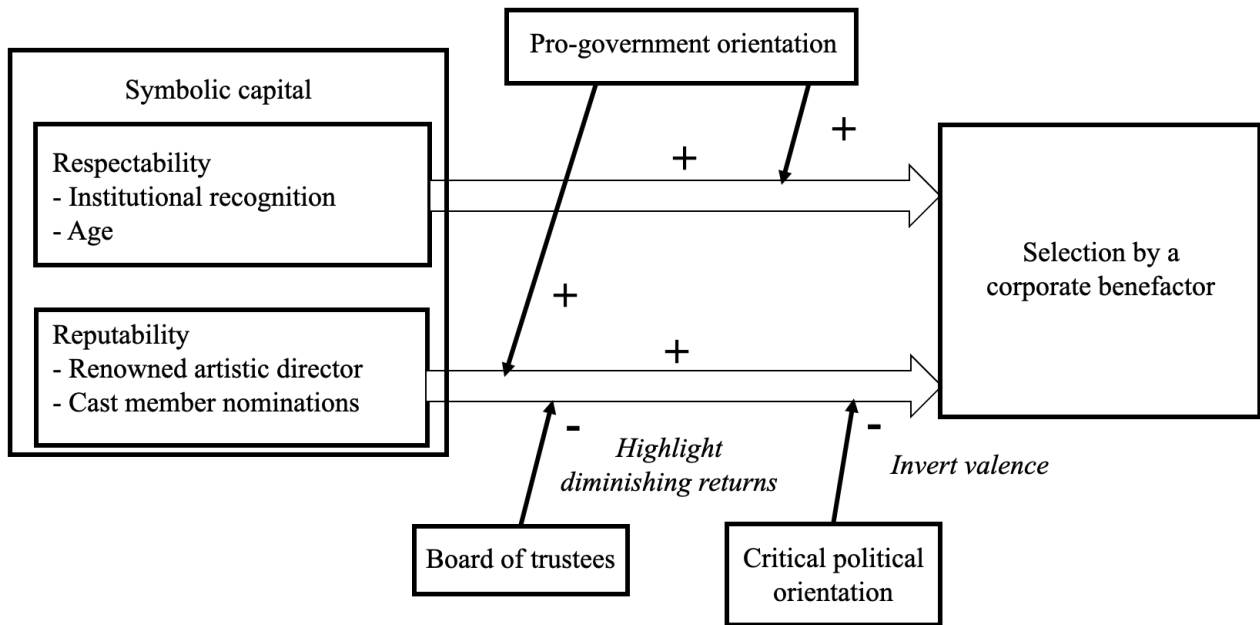 Pro-government orientation
Symbolic capital
Respectability
- Institutional recognition
- Age
+
+
Selection by a
corporate benefactor
+
Reputability
- Renowned artistic director
- Cast member nominations
+
-
Highlight
diminishing returns
-
Invert valence
Board of trustees
Critical political
orientation